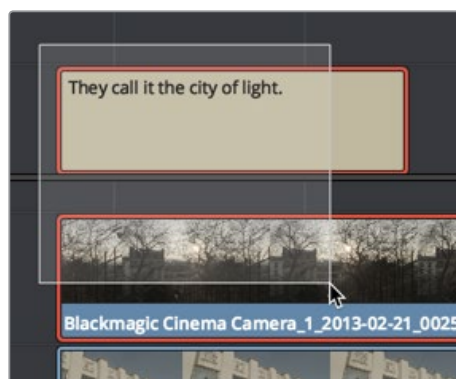 They call it the city of light.
Blackmagic Cinema Camera_1_2013-02-21_0025